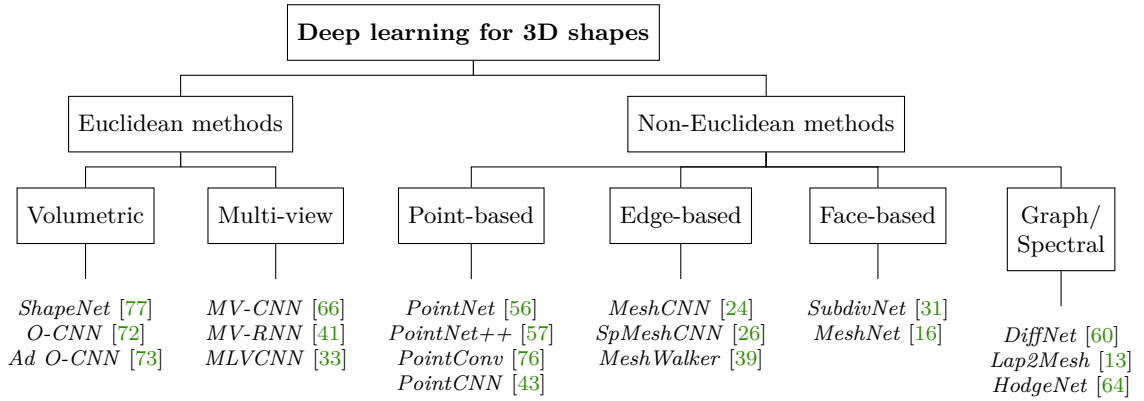 Deep learning for 3D shapes
Euclidean methods
Non-Euclidean methods
Volumetric
Multi-view
Point-based
Edge-based
Face-based
Graph/
Spectral
ShapeNet [77]
O-CNN [72]
Ad O-CNN [73]
MV-CNN [66]
MV-RNN [41]
MLVCNN [33]
PointNet [56]
PointNet++ [57]
PointConv [76]
PointCNN [43]
MeshCNN [24]
SpMeshCNN [26]
MeshWalker [39]
SubdivNet [31]
MeshNet [16]
DiffNet [60]
Lap2Mesh [13]
HodgeNet [64]